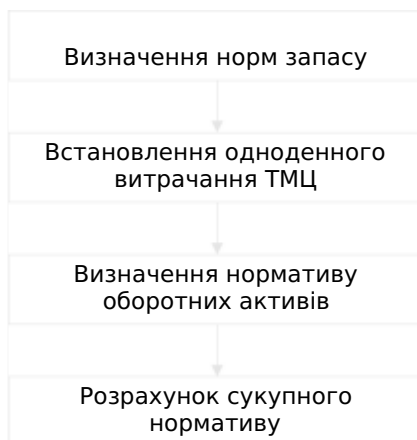 Визначення норм запасу
Встановлення одноденного
витрачання ТМЦ
Визначення нормативу
оборотних активів
Розрахунок сукупного
нормативу